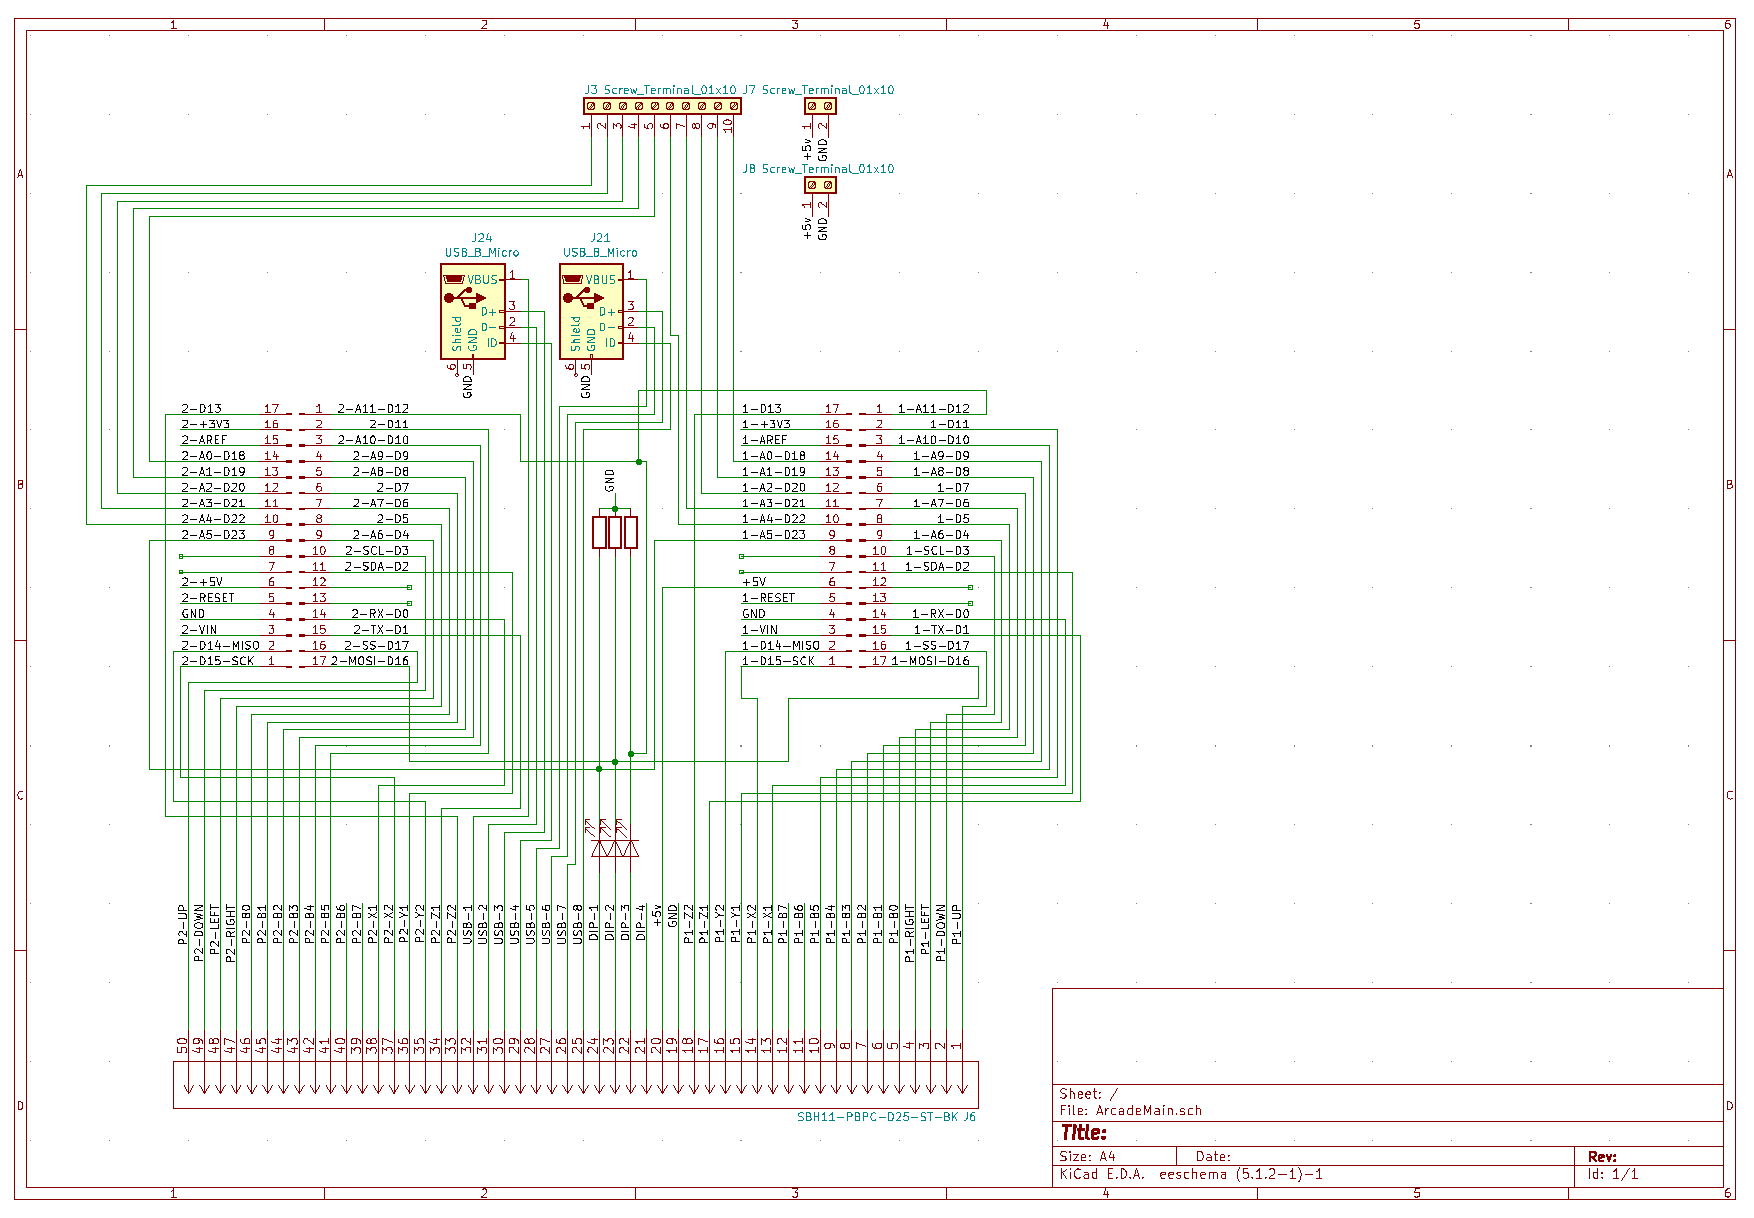 1 2 3 4 5 6
J3 Screw_Terminal_01x10 J7 Screw_Terminal_01x10
1 2 3 4 5 6 7 8 9 10
1 2
+5v GND
A A
J8 Screw_Terminal_01x10
1 2
+5v GND
J24 J21
USB_B_Micro USB_B_Micro
VBUS 1 VBUS 1
D+ 3 D+ 3
D- 2 D- 2
ID 4 ID 4
Shield GND Shield GND
6 5 6 5
GND GND
2-D13 17 1 2-A11-D12 1-D13 17 1 1-A11-D12
2-+3V3 16 2 2-D11 1-+3V3 16 2 1-D11
2-AREF 15 3 2-A10-D10 1-AREF 15 3 1-A10-D10
2-A0-D18 14 4 2-A9-D9 1-A0-D18 14 4 1-A9-D9
2-A1-D19 13 5 2-A8-D8 1-A1-D19 13 5 1-A8-D8
2-A2-D20 12 6 2-D7 1-A2-D20 12 6 1-D7
2-A3-D21 11 7 2-A7-D6 1-A3-D21 11 7 1-A7-D6
2-A4-D22 10 8 2-D5 1-A4-D22 10 8 1-D5
2-A5-D23 9 9 2-A6-D4 1-A5-D23 9 9 1-A6-D4
8 10 2-SCL-D3 8 10 1-SCL-D3
7 11 2-SDA-D2 7 11 1-SDA-D2
2-+5V 6 12 +5V 6 12
2-RESET 5 13 1-RESET 5 13
GND 4 14 2-RX-D0 GND 4 14 1-RX-D0
2-VIN 3 15 2-TX-D1 1-VIN 3 15 1-TX-D1
2-D14-MISO 2 16 2-SS-D17 1-D14-MISO 2 16 1-SS-D17
2-D15-SCK 1 17 2-MOSI-D16 1-D15-SCK 1 17 1-MOSI-D16
B B
GND
C C
P2-UP P2-DOWN P2-LEFT P2-RIGHT P2-B0 P2-B1 P2-B2 P2-B3 P2-B4 P2-B5 P2-B6 P2-B7 P2-X1 P2-X2 P2-Y1 P2-Y2 P2-Z1 P2-Z2 USB-1 USB-2 USB-3 USB-4 USB-5 USB-6 USB-7 USB-8 DIP-1 DIP-2 DIP-3 DIP-4 +5v GND P1-Z2 P1-Z1 P1-Y2 P1-Y1 P1-X2 P1-X1 P1-B7 P1-B6 P1-B5 P1-B4 P1-B3 P1-B2 P1-B1 P1-B0 P1-RIGHT P1-LEFT P1-DOWN P1-UP
50 49 48 47 46 45 44 43 42 41 40 39 38 37 36 35 34 33 32 31 30 29 28 27 26 25 24 23 22 21 20 19 18 17 16 15 14 13 12 11 10 9 8 7 6 5 4 3 2 1
SBH11-PBPC-D25-ST-BK J6
D D
Sheet: /
File: ArcadeMain.sch
Title:
Size: A4 Date: Rev:
KiCad E.D.A. eeschema (5.1.2-1)-1 Id: 1/1
1 2 3 4 5 6